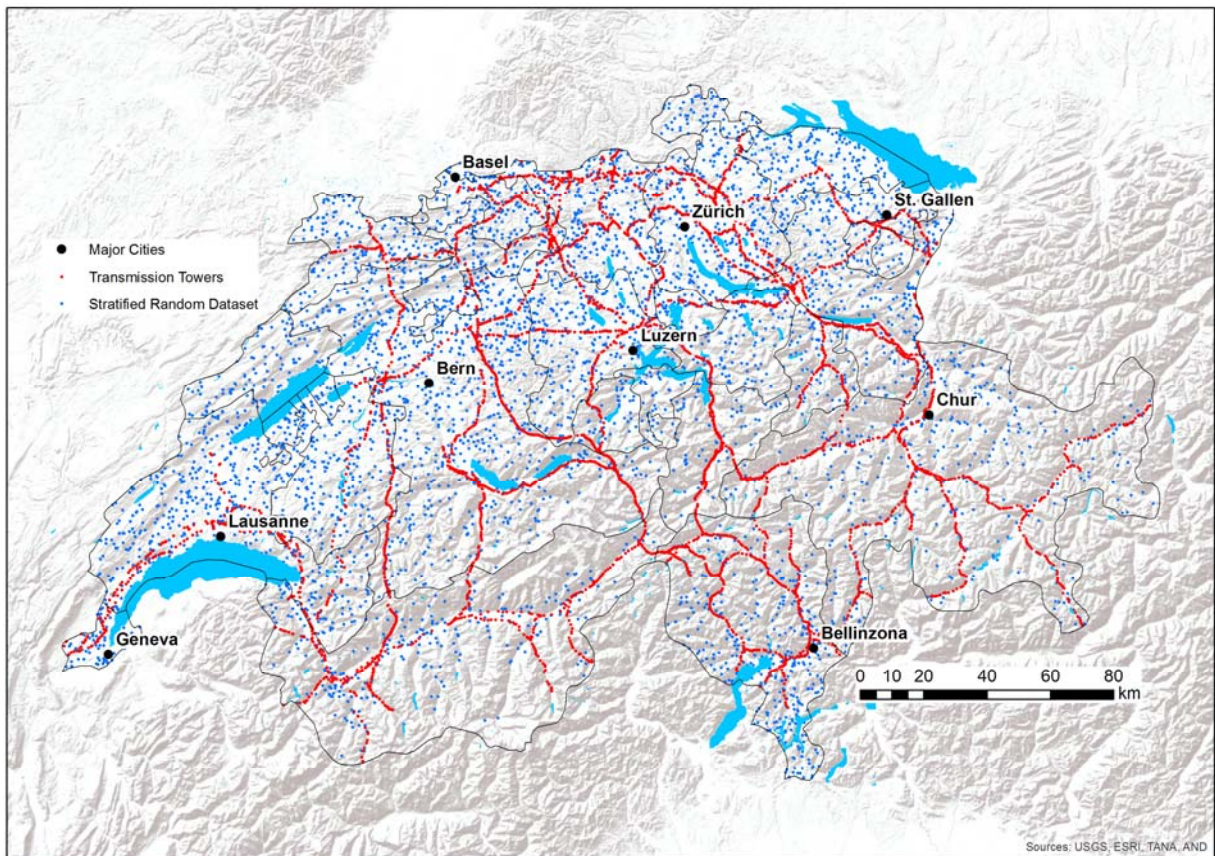 Basel
St. Gallen
Zürich
Major Cities
Transmission Towers
Stratified Random Dataset
Luzern
Bern
Chur
Lausanne
Geneva
Bellinzona
0 5 10 20 40 60 80
km
Sources: USGS, ESRI, TANA, AND